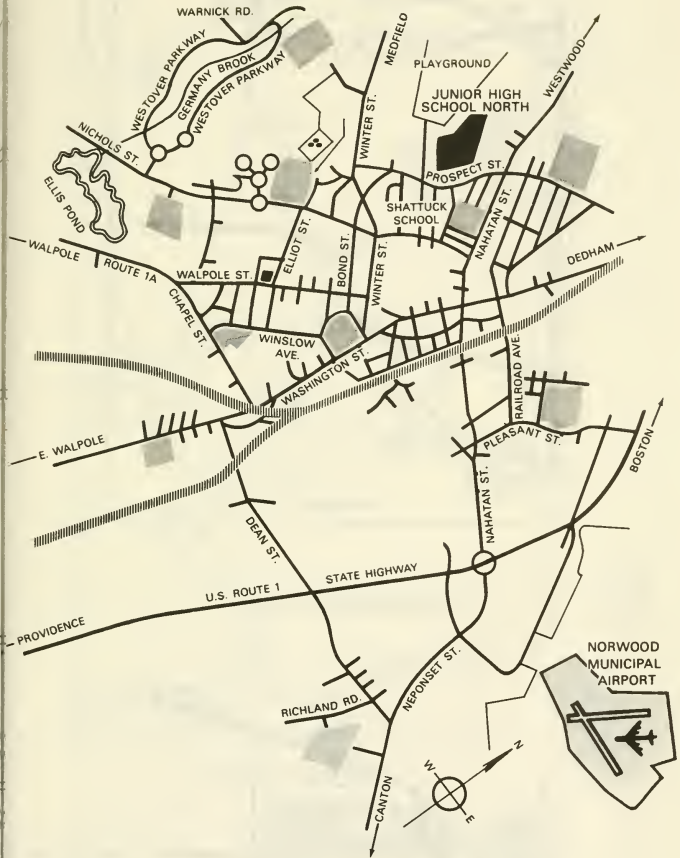 WARNICK RD.
WESTOVER PARKWAY
GERMANY BROOK
WESTOVER PARKWAY
MEDFIELD
WINTER ST.
PLAYGROUND
JUNIOR HIGH
SCHOOL NORTH
WESTWOOD
NICHOLS ST.
ELLIS POND
PROSPECT ST.
SHATTUCK
SCHOOL
NAHATAN ST.
ELLIOT ST.
BOND ST.
WINTER ST.
DEDHAM
WALPOLE
ROUTE 1A
WALPOLE ST.
CHAPEL ST.
WINSLOW
AVE.
WASHINGTON ST.
RAILROAD AVE.
E. WALPOLE
PLEASANT ST.
BOSTON
NAHATAN ST.
DEAN ST.
U.S. ROUTE 1
STATE HIGHWAY
PROVIDENCE
NEPONSET ST.
NORWOOD
MUNICIPAL
AIRPORT
RICHLAND RD.
CANTON
W
N
E